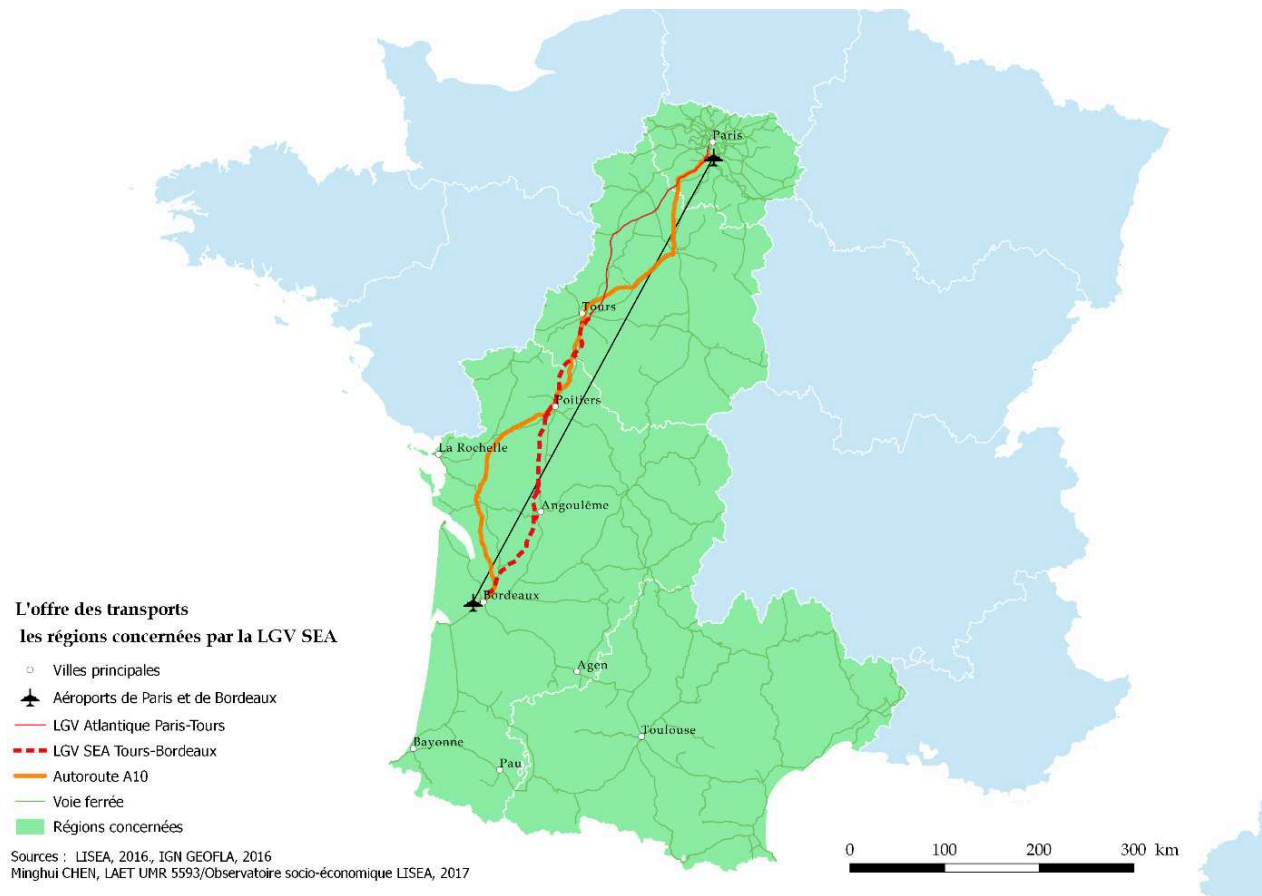 Paris
Tours
Poitiers
La Rochelle
Angoulême
Bordeaux
Agen
Toulouse
Bayonne
Pau
L'offre des transports
les régions concernées par la LGV SEA
Villes principales
Aéroports de Paris et de Bordeaux
LGV Atlantique Paris-Tours
LGV SEA Tours-Bordeaux
Autoroute A10
Voie ferrée
Régions concernées
Sources : LISEA, 2016., IGN GEOFLA, 2016
Minghui CHEN, LAET UMR 5593/Observatoire socio-économique LISEA, 2017
0 100 200 300 km